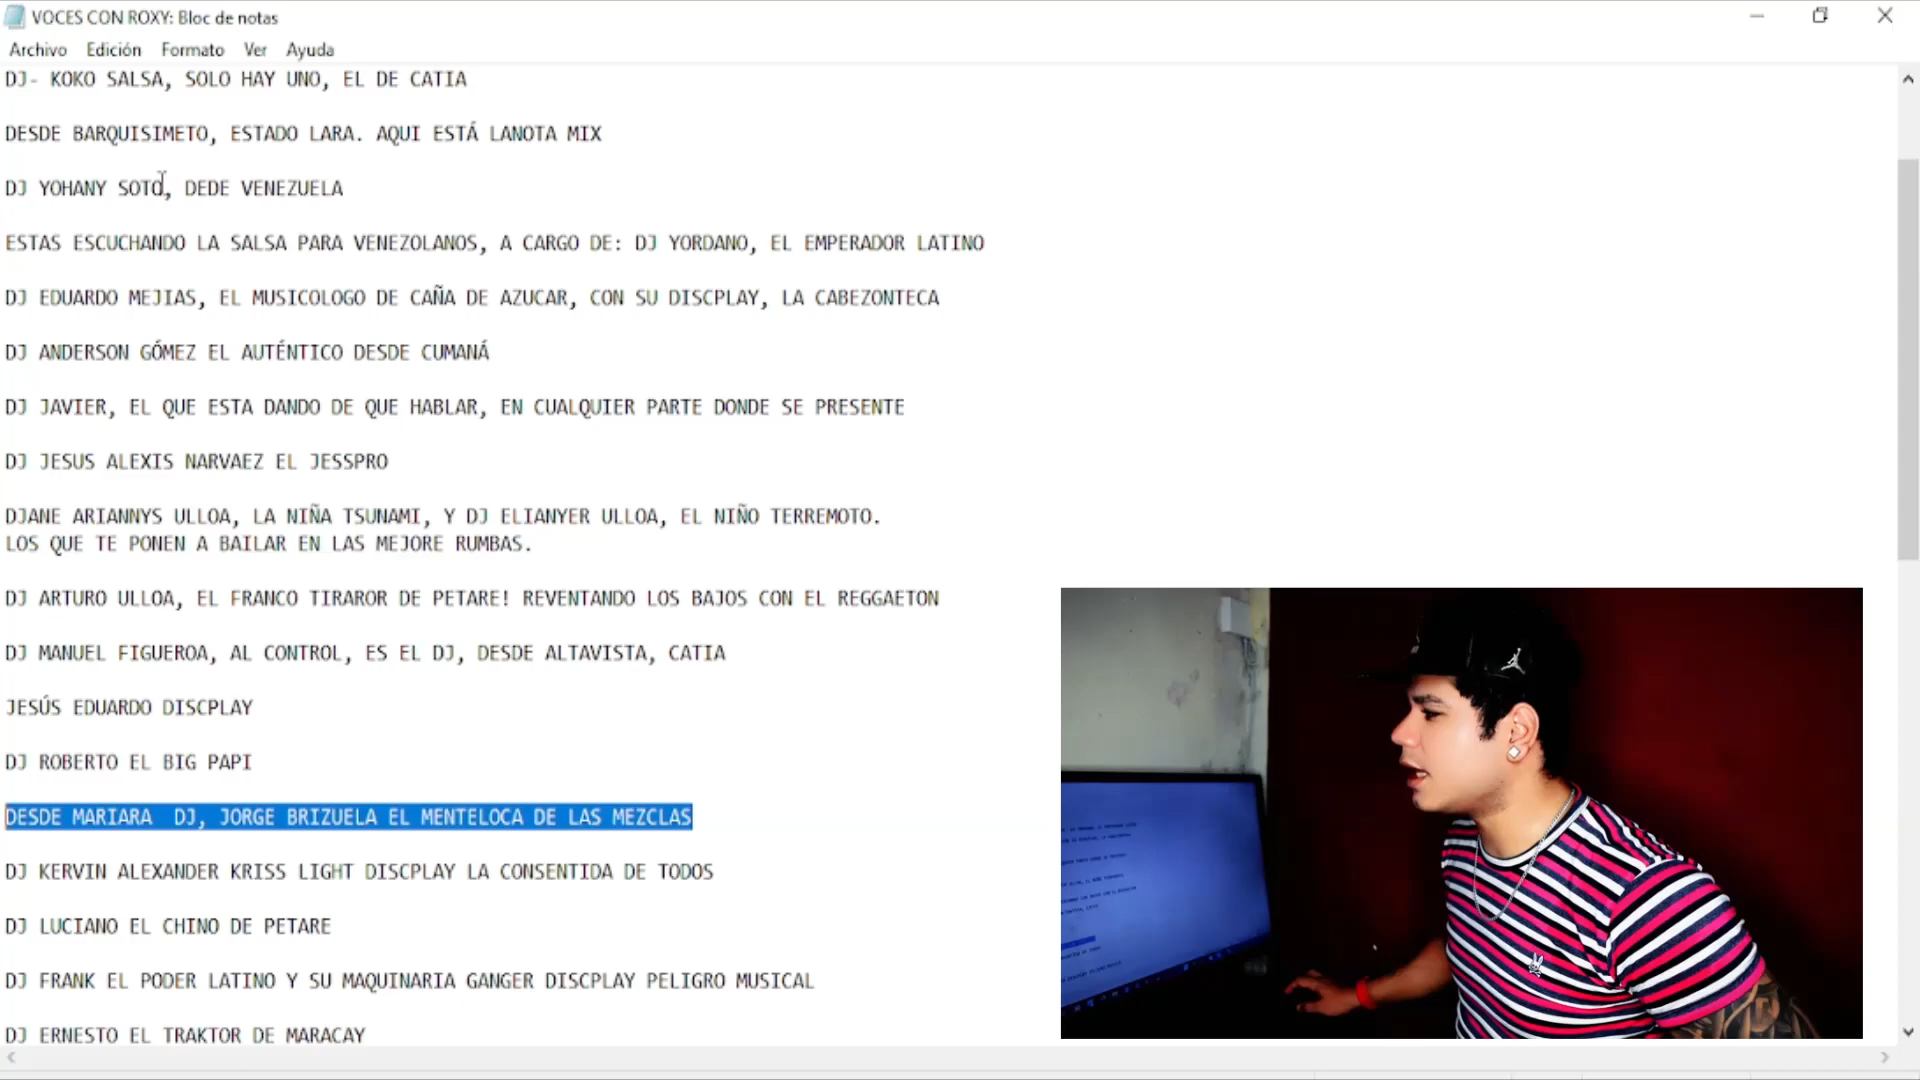 VOCES CON ROXY: Bloc de notas
Archivo Edición Formato Ver Ayuda
DJ- KOKO SALSA, SOLO HAY UNO, EL DE CATIA
DESDE BARQUISIMETO, ESTADO LARA. AQUI ESTÁ LANOTA MIX
DJ YOHANY SOTO, DEDE VENEZUELA
ESTAS ESCUCHANDO LA SALSA PARA VENEZOLANOS, A CARGO DE: DJ YORDANO, EL EMPERADOR LATINO
DJ EDUARDO MEJIAS, EL MUSICOLOGO DE CAÑA DE AZUCAR, CON SU DISCPLAY, LA CABEZONTECA
DJ ANDERSON GÓMEZ EL AUTÉNTICO DESDE CUMANÁ
DJ JAVIER, EL QUE ESTA DANDO DE QUE HABLAR, EN CUALQUIER PARTE DONDE SE PRESENTE
DJ JESUS ALEXIS NARVAEZ EL JESSPRO
DJANE ARIANNYS ULLOA, LA NIÑA TSUNAMI, Y DJ ELIANYER ULLOA, EL NIÑO TERREMOTO.
LOS QUE TE PONEN A BAILAR EN LAS MEJORE RUMBAS.
DJ ARTURO ULLOA, EL FRANCO TIRAROR DE PETARE! REVENTANDO LOS BAJOS CON EL REGGAETON
DJ MANUEL FIGUEROA, AL CONTROL, ES EL DJ, DESDE ALTAVISTA, CATIA
JESÚS EDUARDO DISCPLAY
DJ ROBERTO EL BIG PAPI
DESDE MARIARA  DJ, JORGE BRIZUELA EL MENTELOCA DE LAS MEZCLAS
DJ KERVIN ALEXANDER KRISS LIGHT DISCPLAY LA CONSENTIDA DE TODOS
DJ LUCIANO EL CHINO DE PETARE
DJ FRANK EL PODER LATINO Y SU MAQUINARIA GANGER DISCPLAY PELIGRO MUSICAL
DJ ERNESTO EL TRAKTOR DE MARACAY